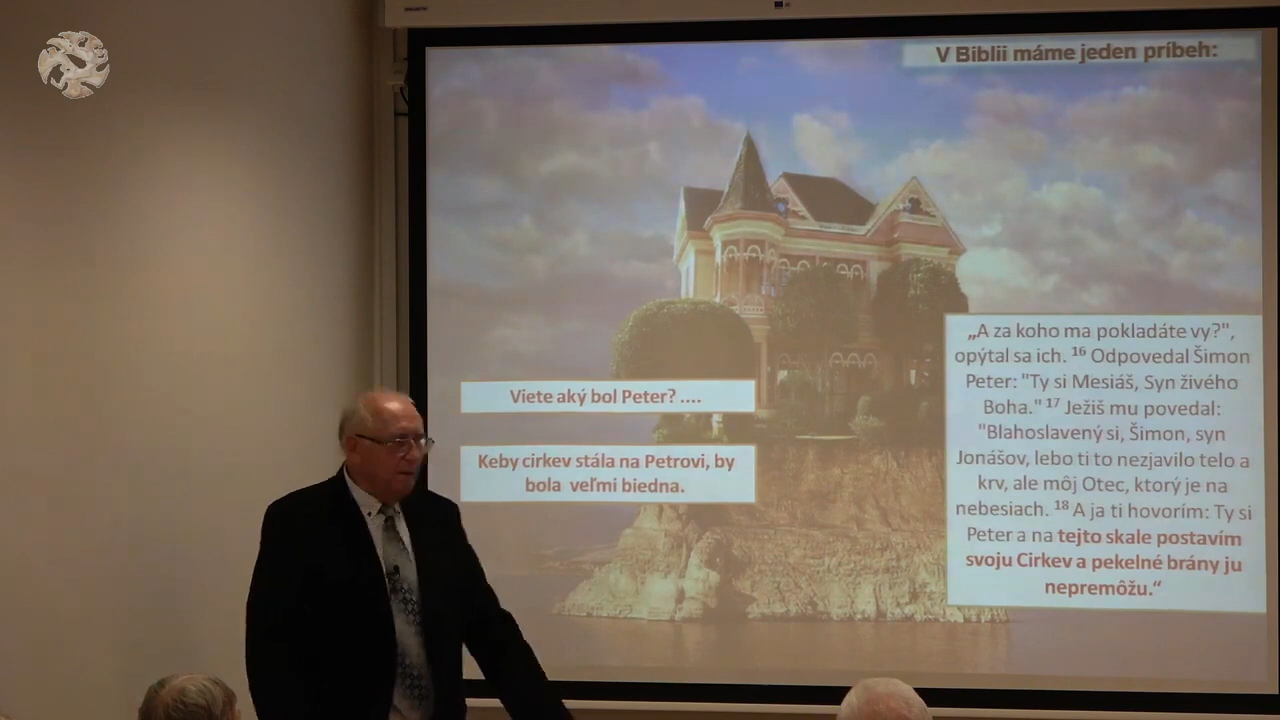 V Biblii máme jeden príbeh:
Viete aký bol Peter? ....
Keby cirkev stála na Petrovi, by
bola veľmi biedna.
„A za koho ma pokladáte vy?",
opýtal sa ich. 16 Odpovedal Šimon
Peter: "Ty si Mesiáš, Syn živého
Boha." 17 Ježiš mu povedal:
"Blahoslavený si, Šimon, syn
Jonášov, lebo ti to nezjavilo telo a
krv, ale môj Otec, ktorý je na
nebesiach. 18 A ja ti hovorím: Ty si
Peter a na tejto skale postavím
svoju Cirkev a pekelné brány ju
nepremôžu.“